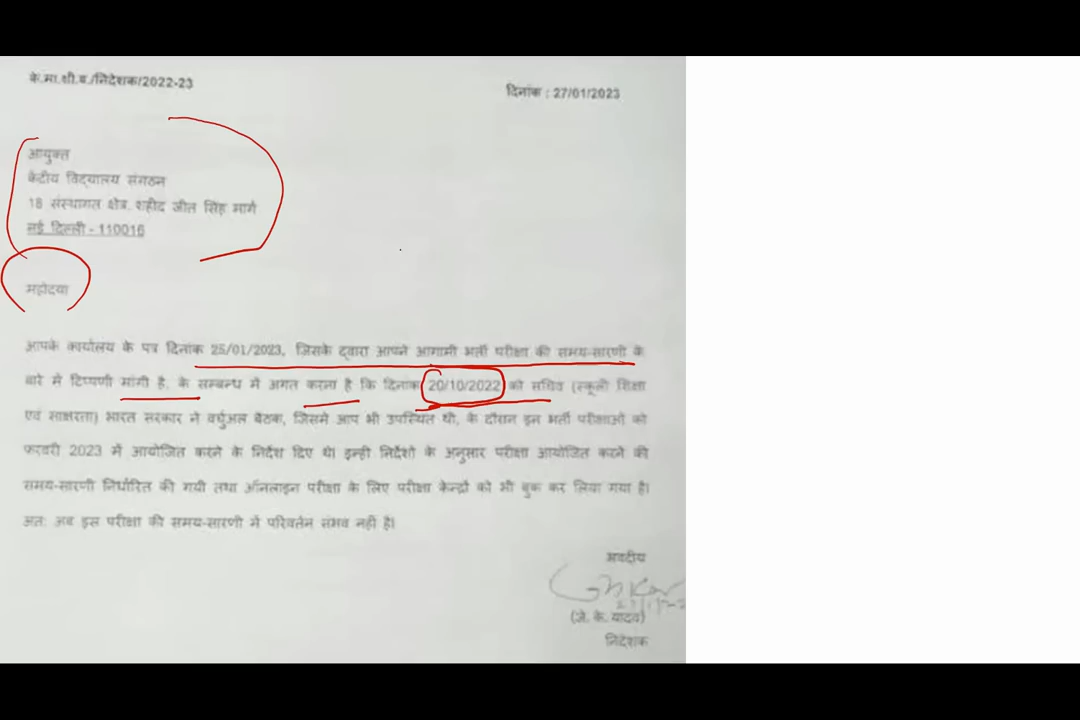 के.मा.शी.व./निदेशक/2022-23
दिनांक : 27/01/2023
आयुक्त
केंद्रीय विद्यालय संगठन
18 संस्थागत क्षेत्र, शहीद जीत सिंह मार्ग
नई दिल्ली - 110016
महोदया
आपके कार्यालय के पत्र दिनांक 25/01/2023, जिसके द्वारा आपने आगामी भर्ती परीक्षा की समय-सारणी के
बारे में टिप्पणी मांगी है, के सम्बन्ध में अगत करना है कि दिनांक 20/10/2022 को सचिव (स्कूली शिक्षा
एवं साक्षरता) भारत सरकार ने वर्चुअल बैठक, जिसमे आप भी उपस्थित थी, के दौरान इन भर्ती परीक्षाओं को
फरवरी 2023 में आयोजित करने के निर्देश दिए थे। इन्ही निर्देशों के अनुसार परीक्षा आयोजित करने की
समय-सारणी निर्धारित की गयी तथा ऑनलाइन परीक्षा के लिए परीक्षा केन्द्रों को भी बुक कर लिया गया है।
अतः अब इस परीक्षा की समय-सारणी में परिवर्तन संभव नहीं है।
भवदीय
(जे. के. यादव)
निदेशक